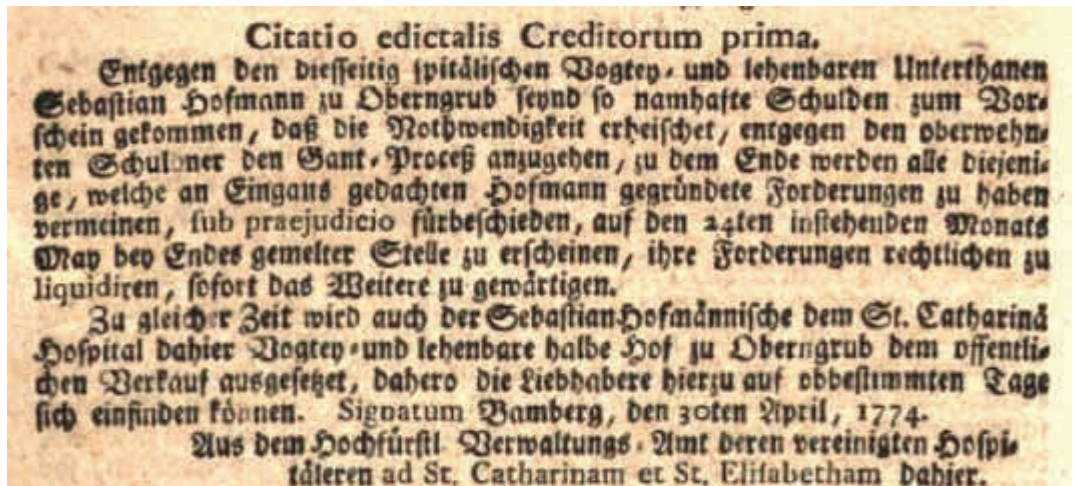 Citatio edictalis Creditorum prima.
Entgegen den diesseitig spitälischen Vogtey- und lehenbaren Unterthanen
Sebastian Hofmann zu Oberngrub seynd so namhafte Schulden zum Vor-
schein gekommen, daß die Nothwendigkeit erheischet, entgegen den oberwehn-
ten Schuldner den Gant-Proceß anzugehen, zu dem Ende werden alle diejeni-
ge, welche an Eingans gedachten Hofmann gegründete Forderungen zu haben
vermeinen, sub praejudicio fürbeschieden, auf den 24ten instehenden Monats
May bey Endes gemelter Stelle zu erscheinen, ihre Forderungen rechtlichen zu
liquidiren, sofort das Weitere zu gewärtigen.
Zu gleicher Zeit wird auch der Sebastian Hofmännische dem St. Catharinä
Hospital dahier Vogtey-und lehenbare halbe Hof zu Oberngrub dem offentli-
chen Verkauf ausgesetzet, dahero die Liebhabere hierzu auf obbestimmten Tage
sich einfinden können. Signatum Bamberg, den 30ten April, 1774.
Aus dem Hochfürstl Verwaltungs-Amt deren vereinigten Hospi-
täleren ad St. Catharinam et St. Elisabetham dahier.